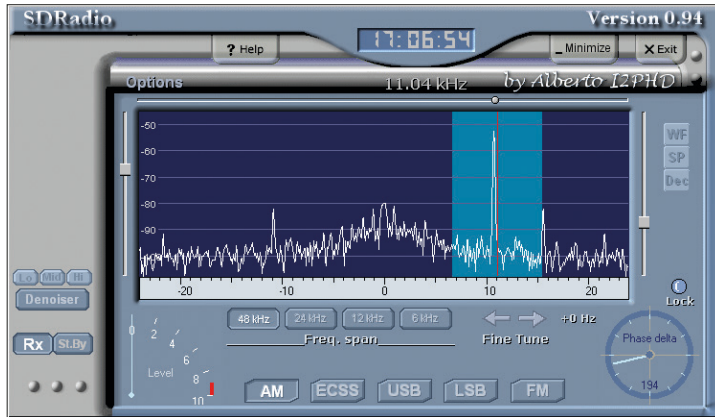 SDRadio
Version 0.94
17:06:54
? Help
Minimize
X Exit
Options
11.04 kHz
by Alberto I2PHD
-50
-60
-70
-80
-90
-20
-10
0
10
20
WF
SP
Dec
Lo
Mid
Hi
Denoiser
Rx
St.By
48 kHz
24 kHz
12 kHz
6 kHz
Freq. span
Fine Tune
+0 Hz
Lock
0
2
4
6
8
10
Level
Phase delta
194
AM
ECSS
USB
LSB
FM